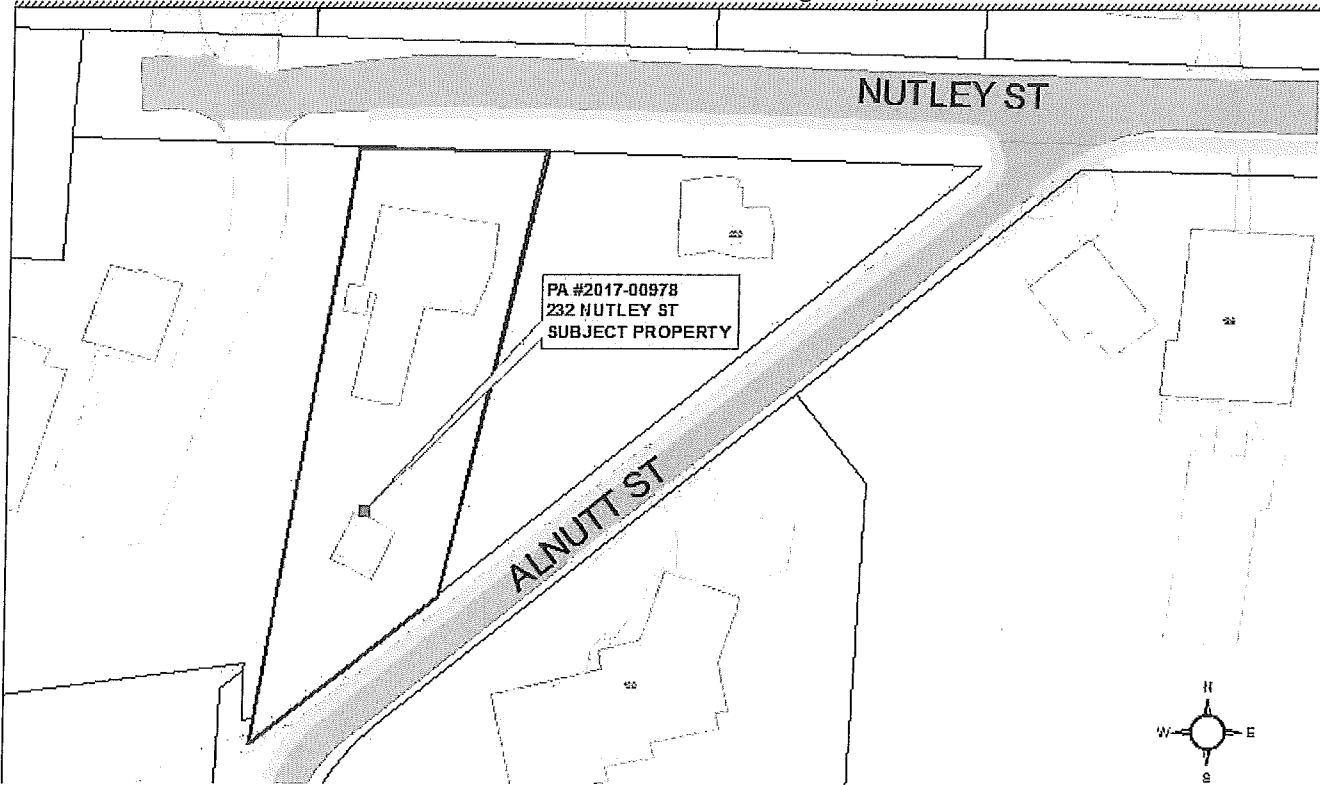 NUTLEY ST
PA #2017-00978
232 NUTLEY ST
SUBJECT PROPERTY
ALNUTT ST
N
W E
S